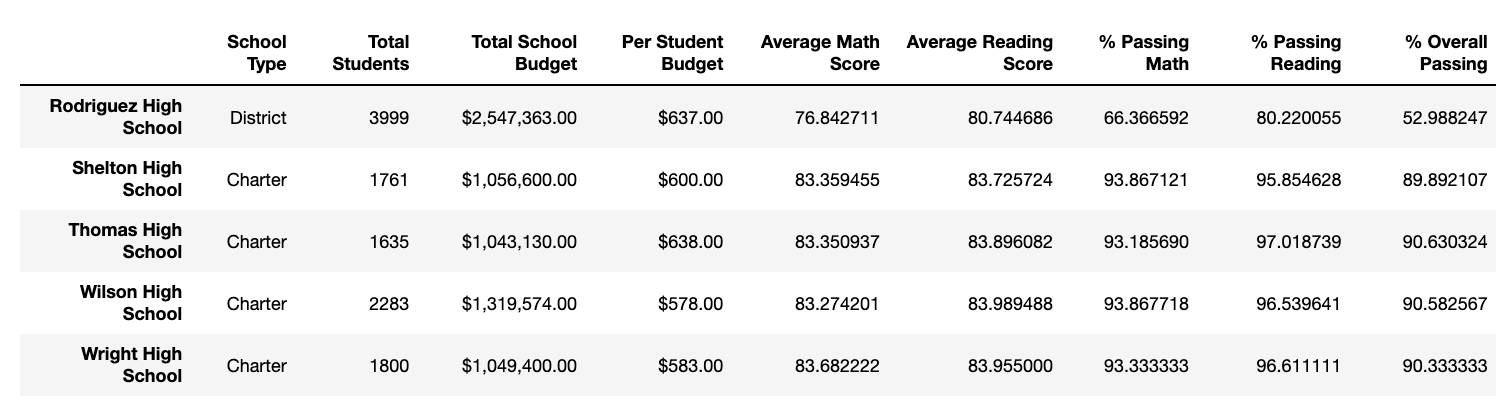 School Type Total Students Total School Budget Per Student Budget Average Math Score Average Reading Score % Passing Math % Passing Reading % Overall Passing
Rodriguez High School District 3999 $2,547,363.00 $637.00 76.842711 80.744686 66.366592 80.220055 52.988247
Shelton High School Charter 1761 $1,056,600.00 $600.00 83.359455 83.725724 93.867121 95.854628 89.892107
Thomas High School Charter 1635 $1,043,130.00 $638.00 83.350937 83.896082 93.185690 97.018739 90.630324
Wilson High School Charter 2283 $1,319,574.00 $578.00 83.274201 83.989488 93.867718 96.539641 90.582567
Wright High School Charter 1800 $1,049,400.00 $583.00 83.682222 83.955000 93.333333 96.611111 90.333333